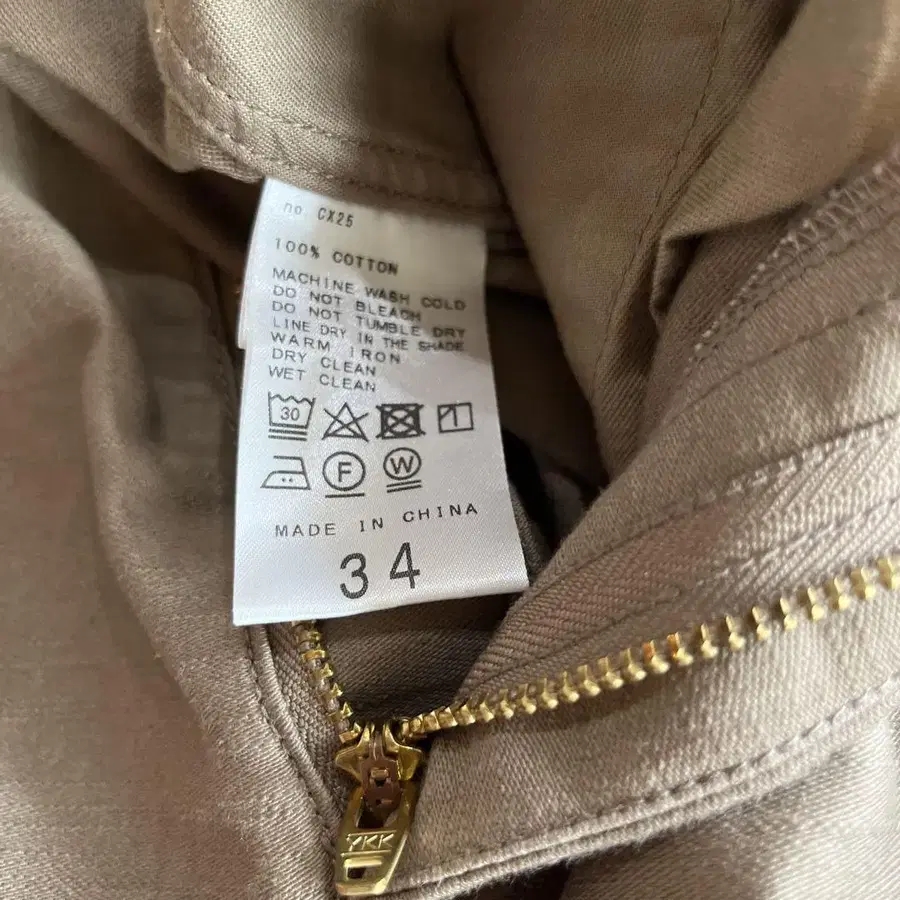 no CX25
100% COTTON
MACHINE WASH COLD
DO NOT BLEACH
DO NOT TUMBLE DRY
LINE DRY IN THE SHADE
WARM IRON
DRY CLEAN
WET CLEAN
30
F W
MADE IN CHINA
34
YKK